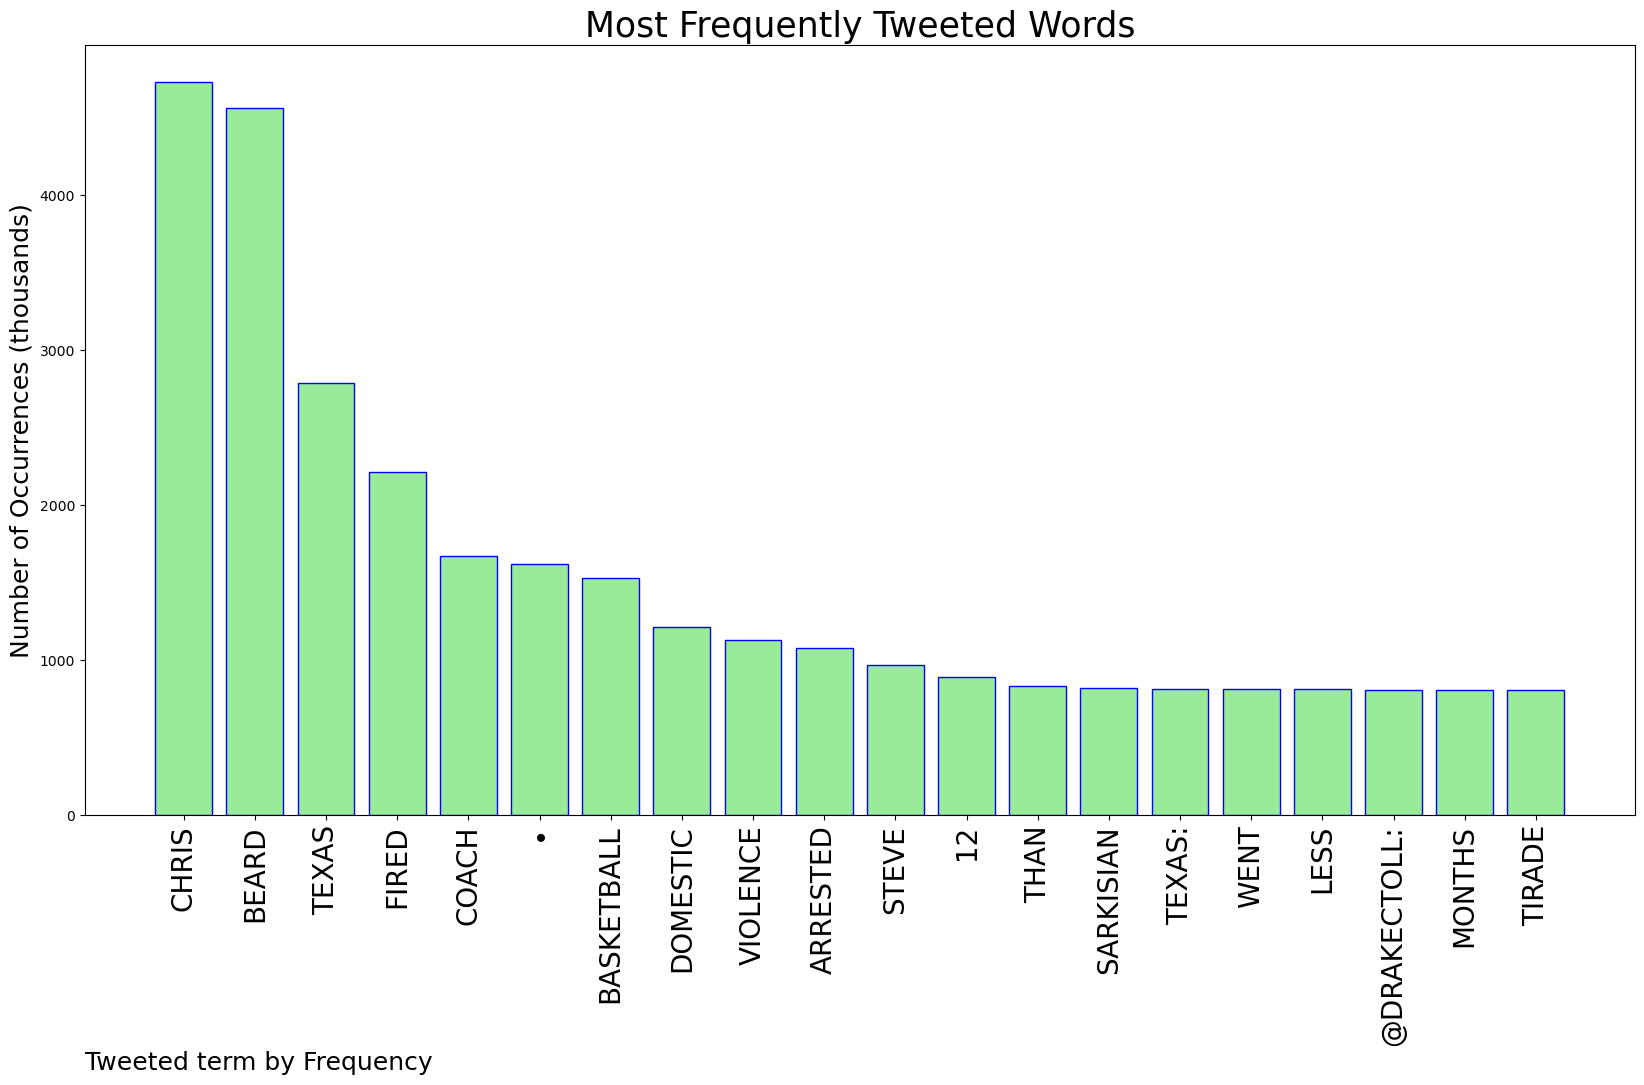 Most Frequently Tweeted Words
Number of Occurrences (thousands)
4000
3000
2000
1000
0
CHRIS
BEARD
TEXAS
FIRED
COACH
•
BASKETBALL
DOMESTIC
VIOLENCE
ARRESTED
STEVE
12
THAN
SARKISIAN
TEXAS:
WENT
LESS
@DRAKECTOLL:
MONTHS
TIRADE
Tweeted term by Frequency